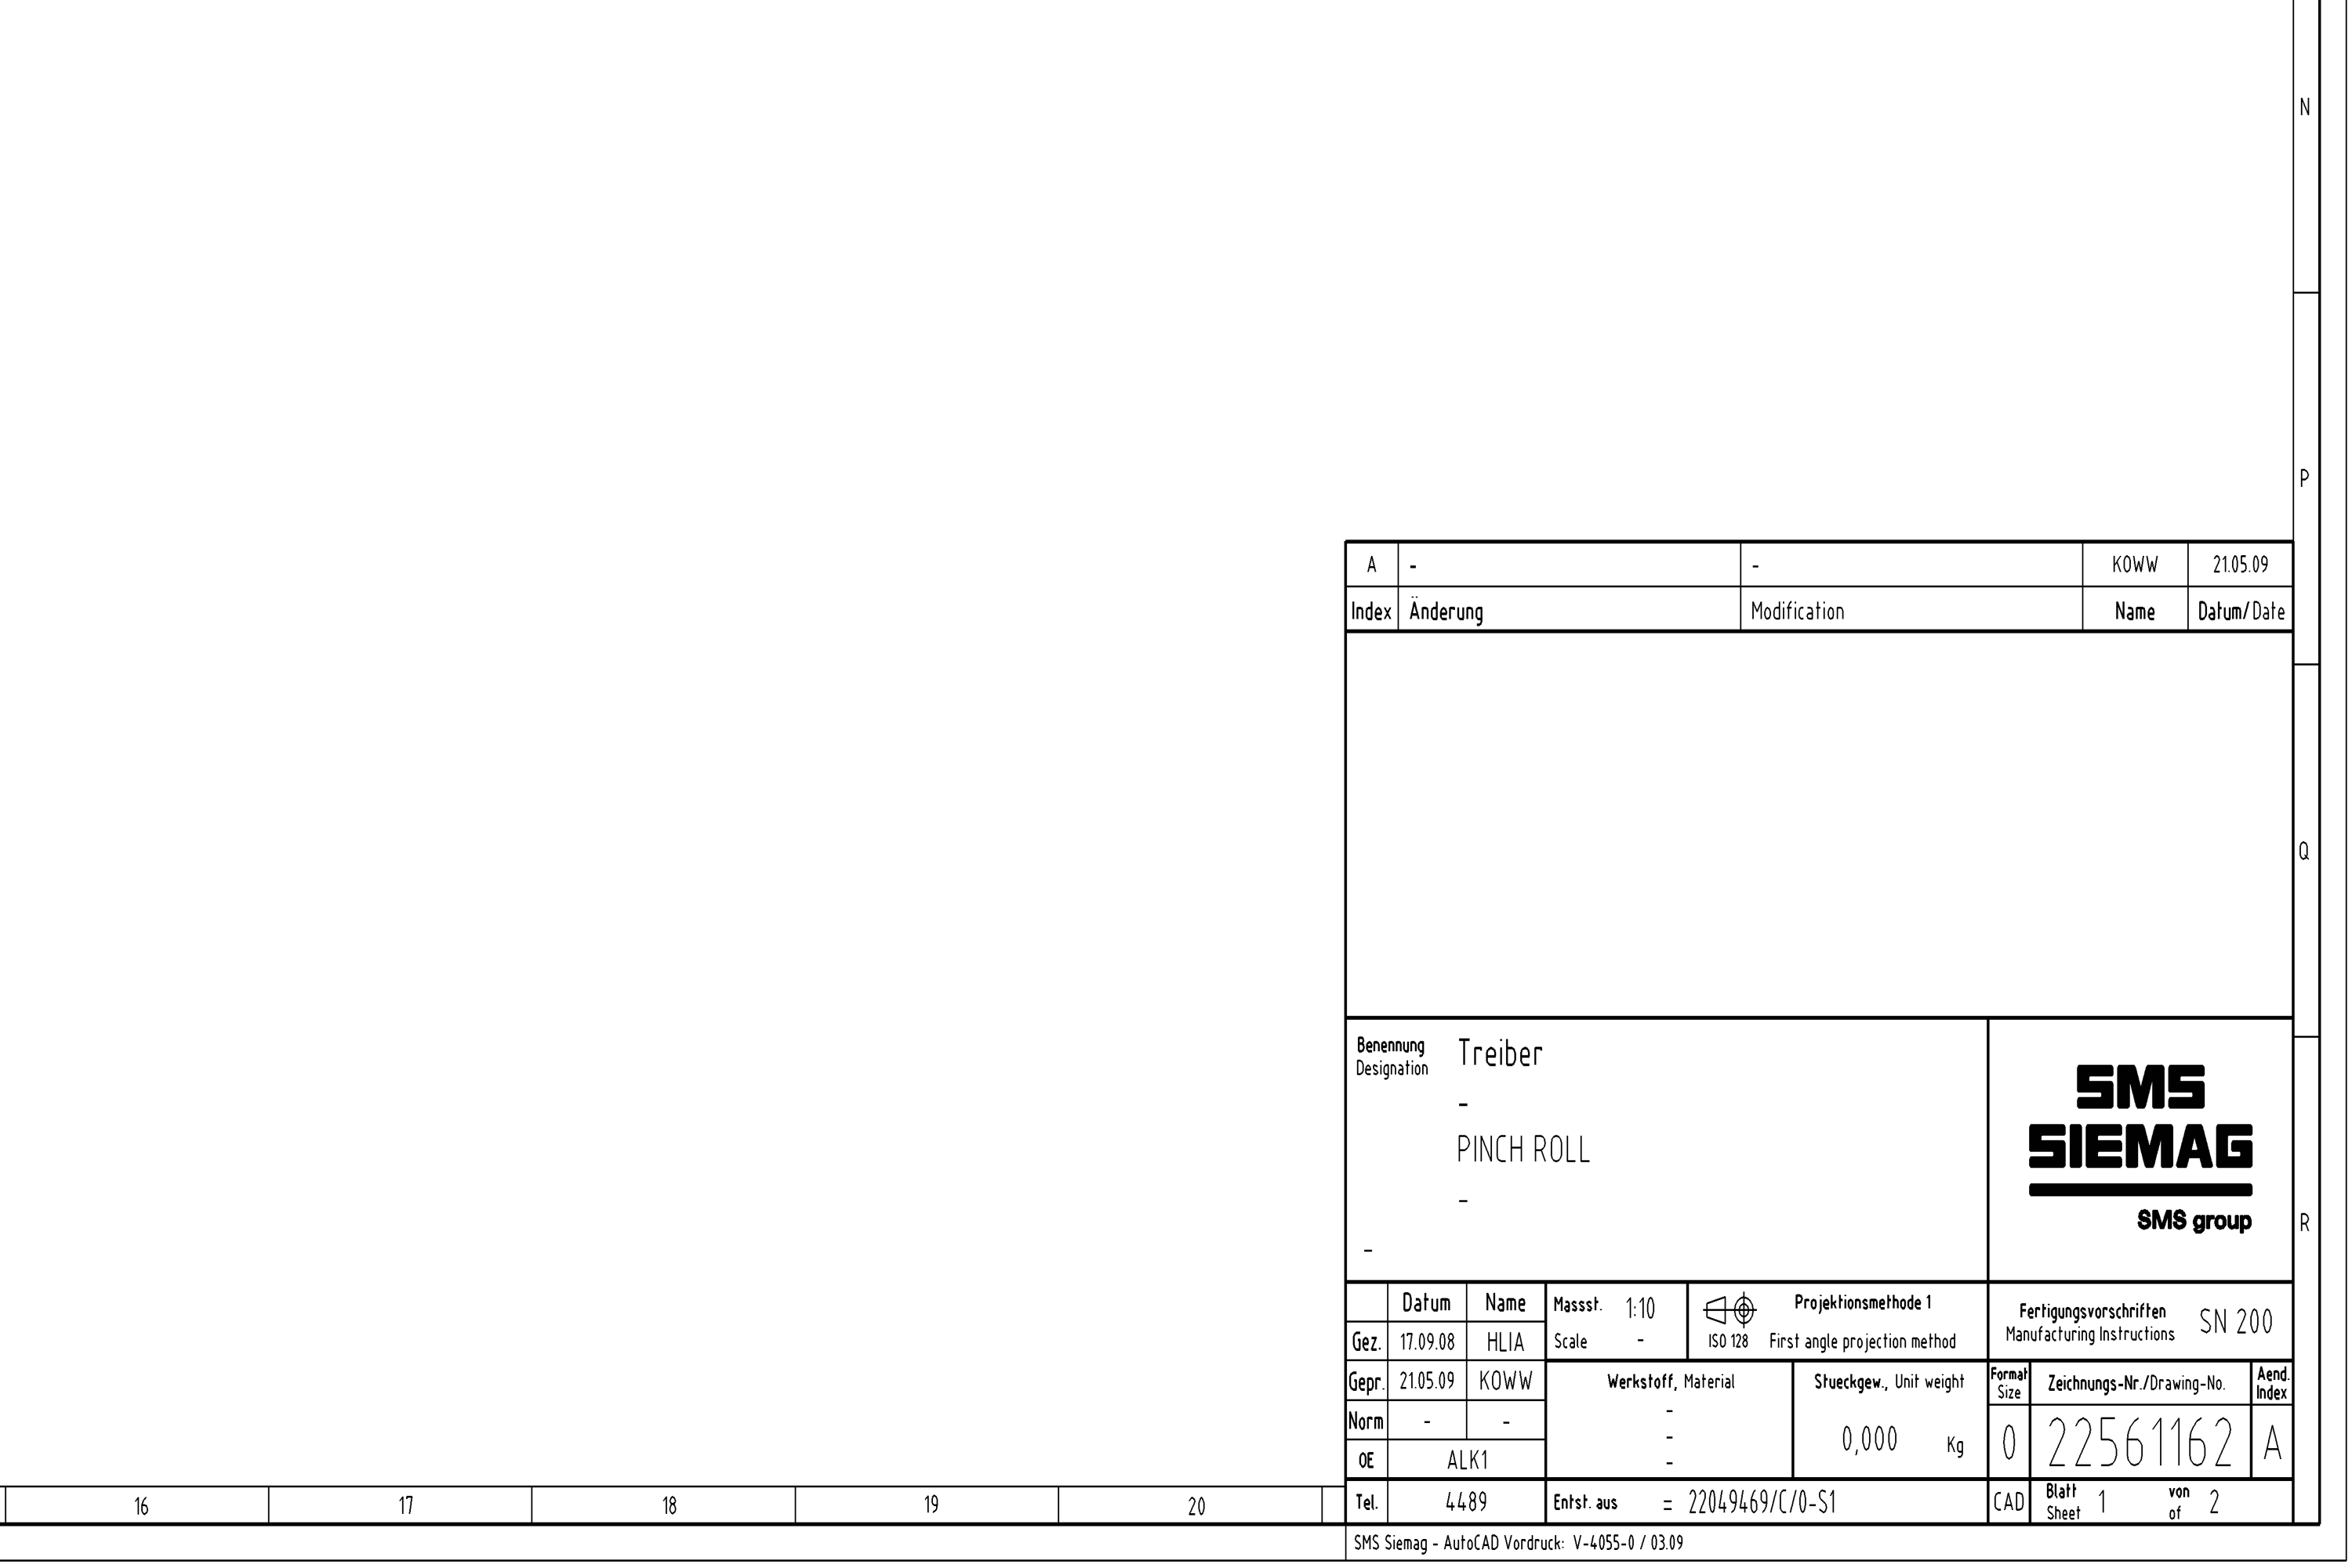 N
P
A - - KOWW 21.05.09
Index Änderung Modification Name Datum/Date
Q
Benennung Treiber
Designation
-
PINCH ROLL
-
-
SMS
SIEMAG
SMS group
R
Datum Name Massst. 1:10 Projektionsmethode 1
Gez. 17.09.08 HLIA Scale - ISO 128 First angle projection method
Fertigungsvorschriften SN 200
Manufacturing Instructions
Gepr. 21.05.09 KOWW
Norm - -
OE ALK1
Tel. 4489
Werkstoff, Material
-
-
-
Stueckgew., Unit weight
0,000 Kg
Format Zeichnungs-Nr./Drawing-No. Aend.
Size Index
0 22561162 A
Entst. aus = 22049469/C/0-S1
CAD Blatt 1 von 2
Sheet of
16 17 18 19 20
SMS Siemag - AutoCAD Vordruck: V-4055-0 / 03.09